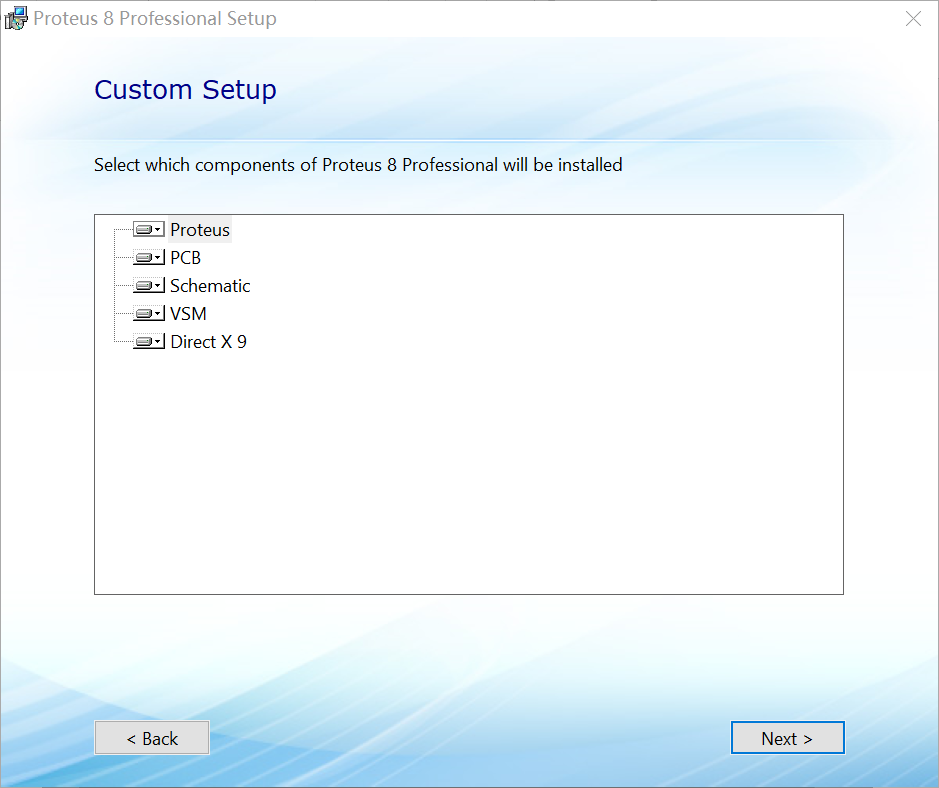 Proteus 8 Professional Setup
Custom Setup
Select which components of Proteus 8 Professional will be installed
Proteus
PCB
Schematic
VSM
Direct X 9
< Back
Next >